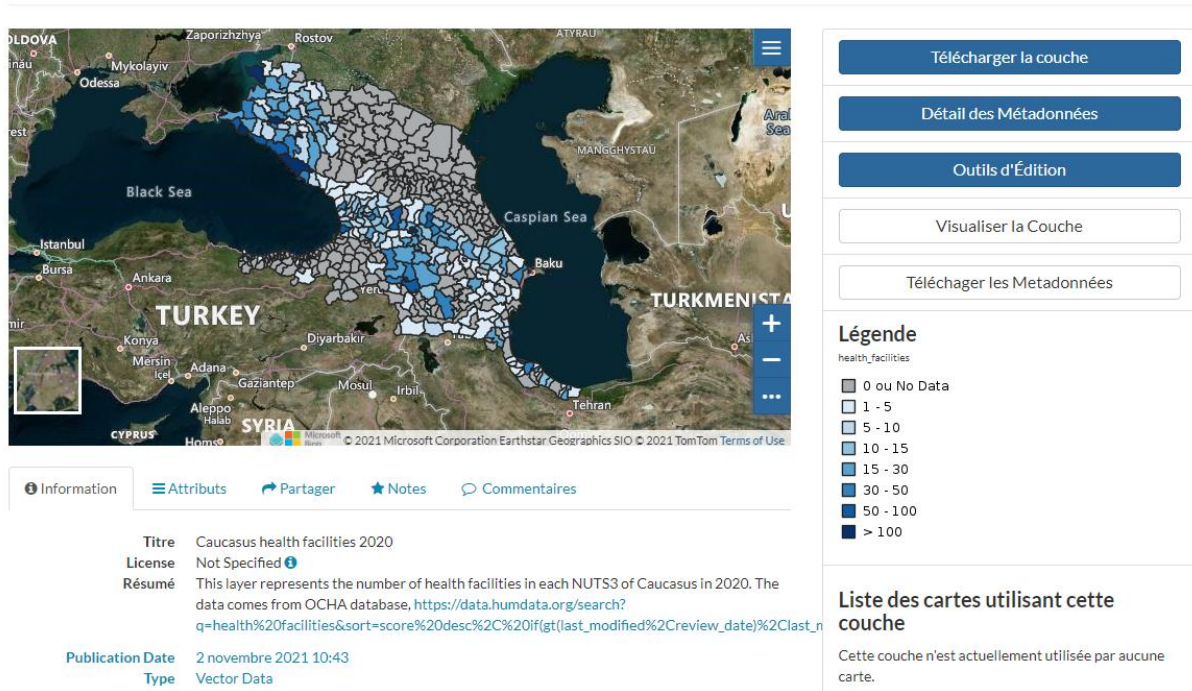 OLDOVA
Zaporizhzhya
Rostov
ATYRAU
Mykolayiv
Odessa
Aral
Sea
MANGGHYSTAU
Black Sea
Caspian Sea
Istanbul
Bursa
Ankara
Baku
TURKEY
TURKMENISTA
Konya
Diyarbakir
Mersin
İçel
Adana
Gaziantep
Mosul
Irbil
Aleppo
Halab
Tehran
CYPRUS
SYRIA
Homs
Microsoft
Bing
© 2021 Microsoft Corporation Earthstar Geographics SIO © 2021 TomTom Terms of Use
Information Attributs Partager Notes Commentaires
Titre Caucasus health facilities 2020
License Not Specified
Résumé This layer represents the number of health facilities in each NUTS3 of Caucasus in 2020. The
data comes from OCHA database, https://data.humdata.org/search?
q=health%20facilities&sort=score%20desc%2C%20if(gt(last_modified%2Creview_date)%2Clast_m
Publication Date 2 novembre 2021 10:43
Type Vector Data
Télécharger la couche
Détail des Métadonnées
Outils d'Édition
Visualiser la Couche
Téléchager les Metadonnées
Légende
health_facilities
0 ou No Data
1 - 5
5 - 10
10 - 15
15 - 30
30 - 50
50 - 100
> 100
Liste des cartes utilisant cette
couche
Cette couche n'est actuellement utilisée par aucune
carte.